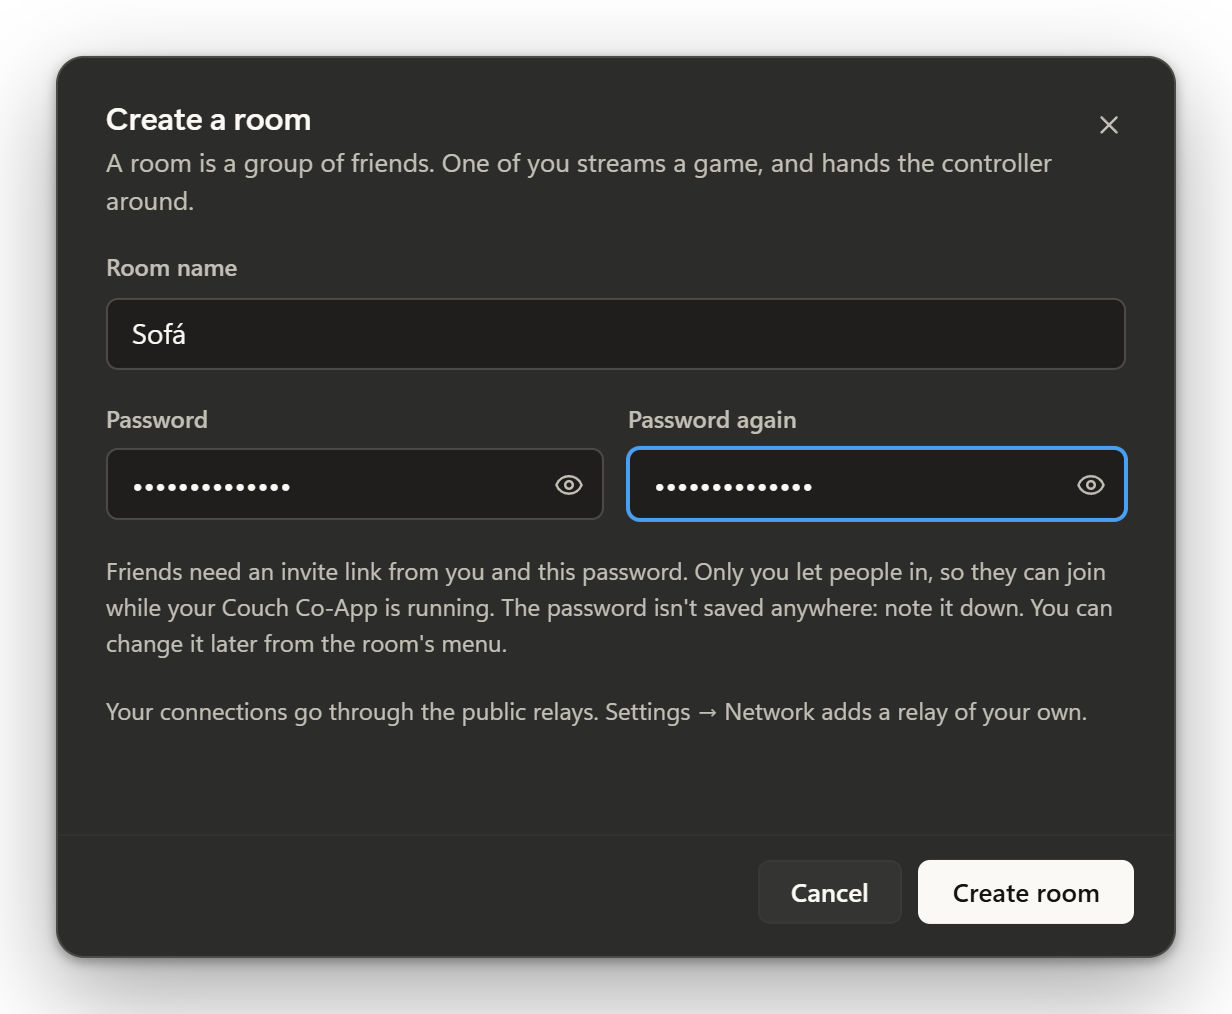 Create a room
A room is a group of friends. One of you streams a game, and hands the controller
around.
Room name
Sofá
Password
Password again
••••••••••••••
••••••••••••••
Friends need an invite link from you and this password. Only you let people in, so they can join
while your Couch Co-App is running. The password isn't saved anywhere: note it down. You can
change it later from the room's menu.
Your connections go through the public relays. Settings → Network adds a relay of your own.
Cancel
Create room